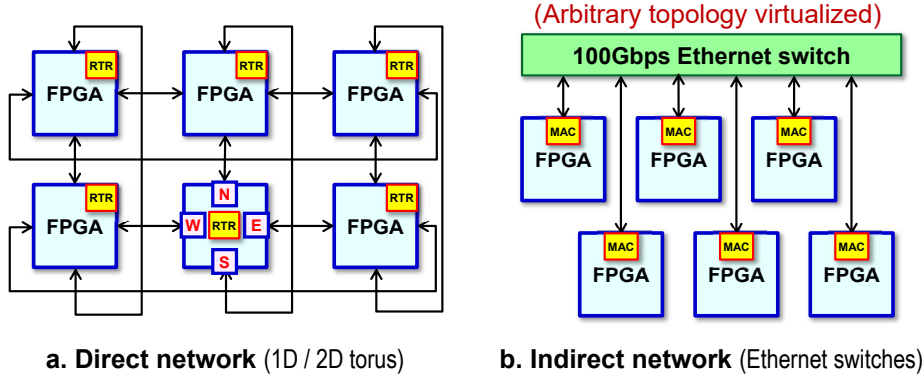 (Arbitrary topology virtualized)
100Gbps Ethernet switch
RTR
FPGA
RTR
FPGA
RTR
FPGA
MAC
FPGA
MAC
FPGA
MAC
FPGA
RTR
FPGA
N
W
RTR
E
S
RTR
FPGA
MAC
FPGA
MAC
FPGA
MAC
FPGA
a. Direct network (1D / 2D torus)
b. Indirect network (Ethernet switches)